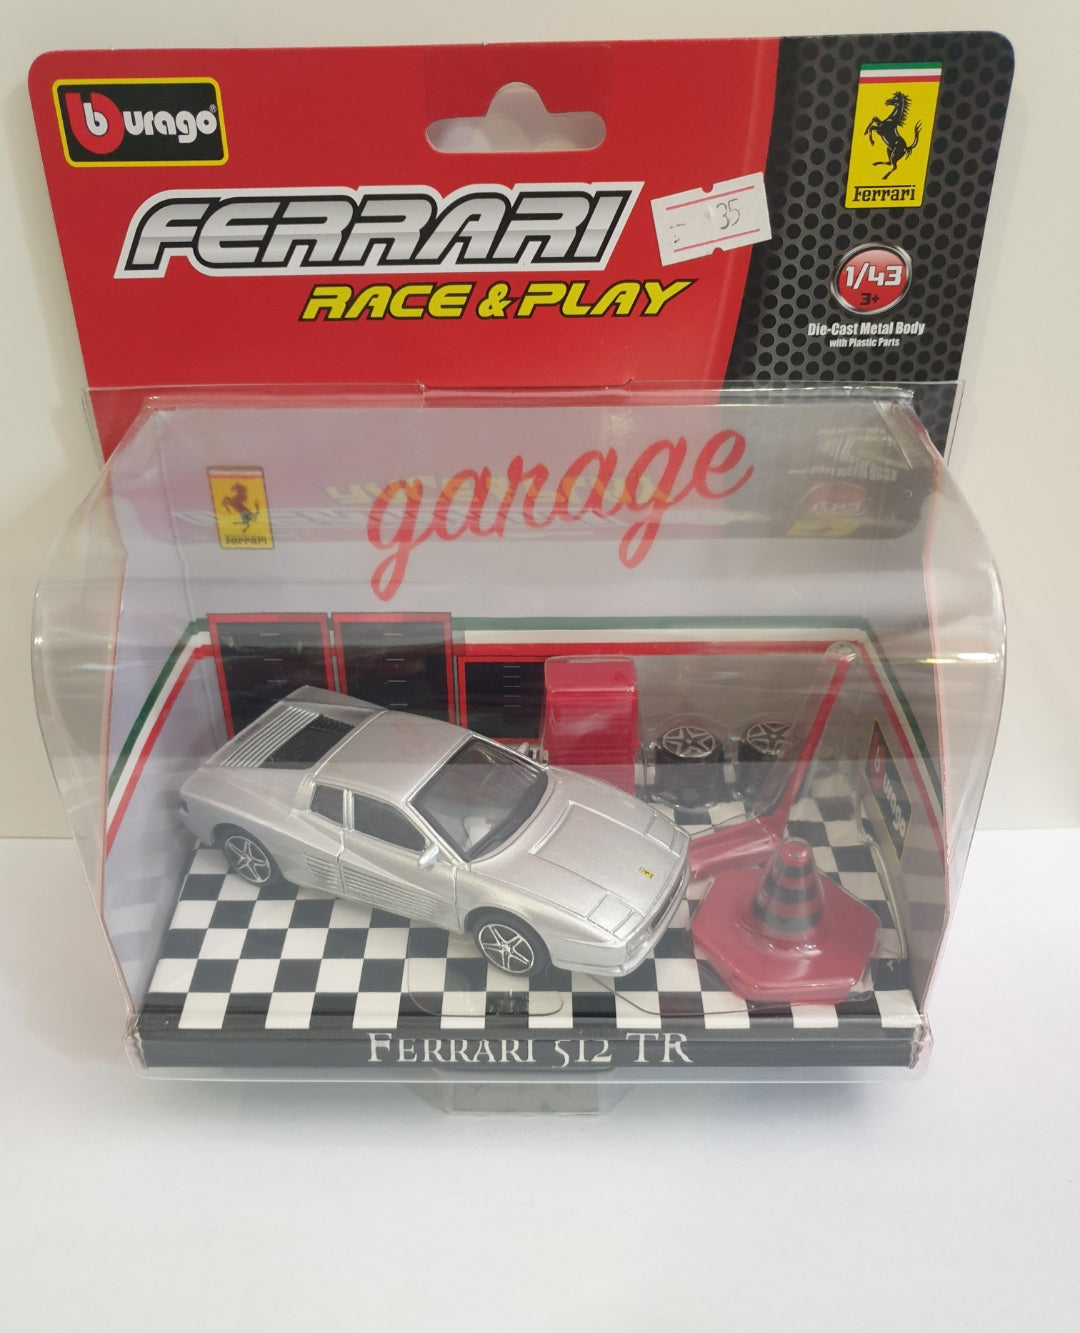 burago
FERRARI
RACE & PLAY
35
Ferrari
1/43
3+
Die-Cast Metal Body
with Plastic Parts
garage
Ferrari
burago
FERRARI 512 TR